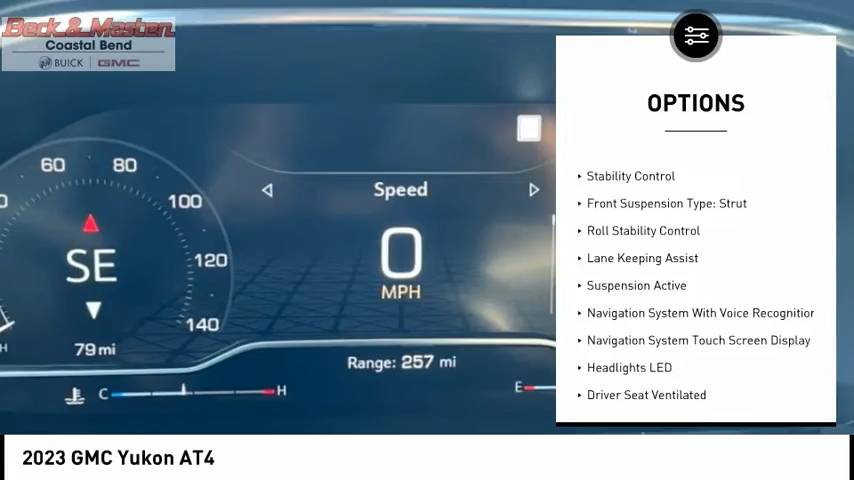 Beck & Masten
Coastal Bend
BUICK | GMC
60
80
100
120
140
SE
79 mi
H
Speed
0
MPH
Range: 257 mi
C
H
E
OPTIONS
Stability Control
Front Suspension Type: Strut
Roll Stability Control
Lane Keeping Assist
Suspension Active
Navigation System With Voice Recognition
Navigation System Touch Screen Display
Headlights LED
Driver Seat Ventilated
2023 GMC Yukon AT4